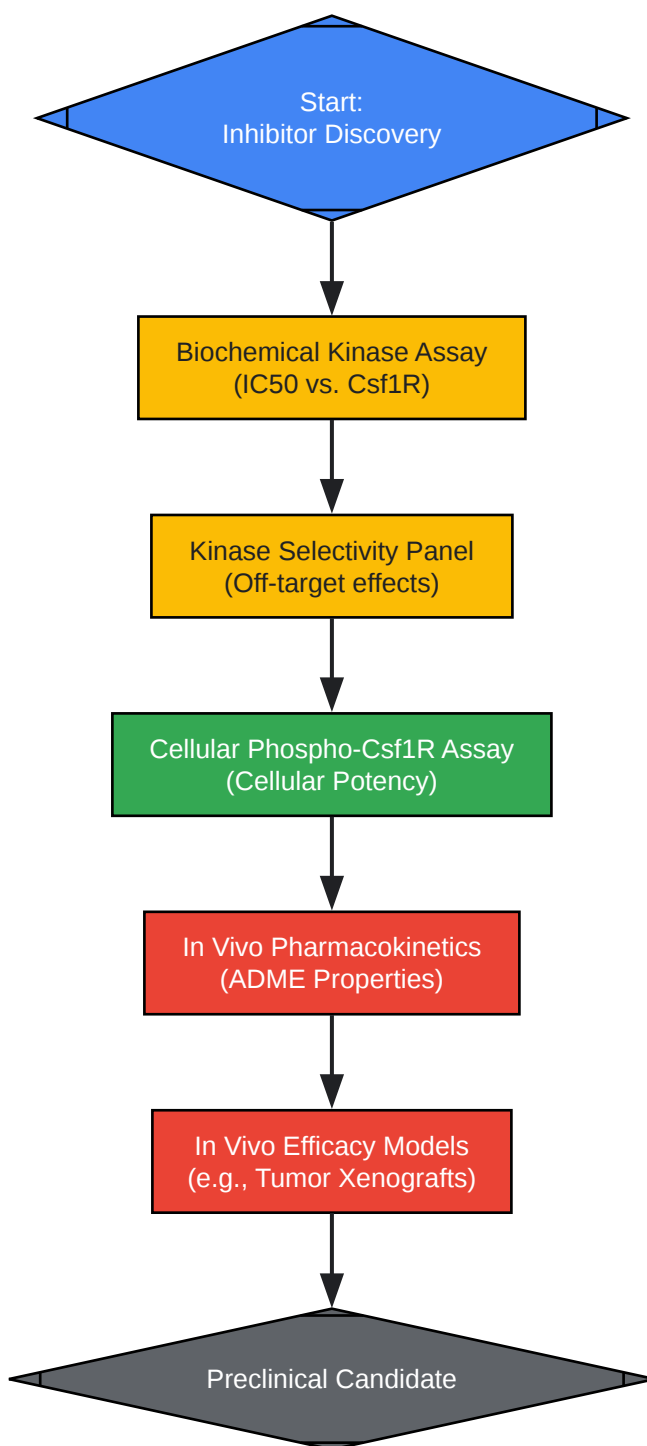 Start:
Inhibitor Discovery
Biochemical Kinase Assay
(IC50 vs. Csf1R)
Kinase Selectivity Panel
(Off-target effects)
Cellular Phospho-Csf1R Assay
(Cellular Potency)
In Vivo Pharmacokinetics
(ADME Properties)
In Vivo Efficacy Models
(e.g., Tumor Xenografts)
Preclinical Candidate